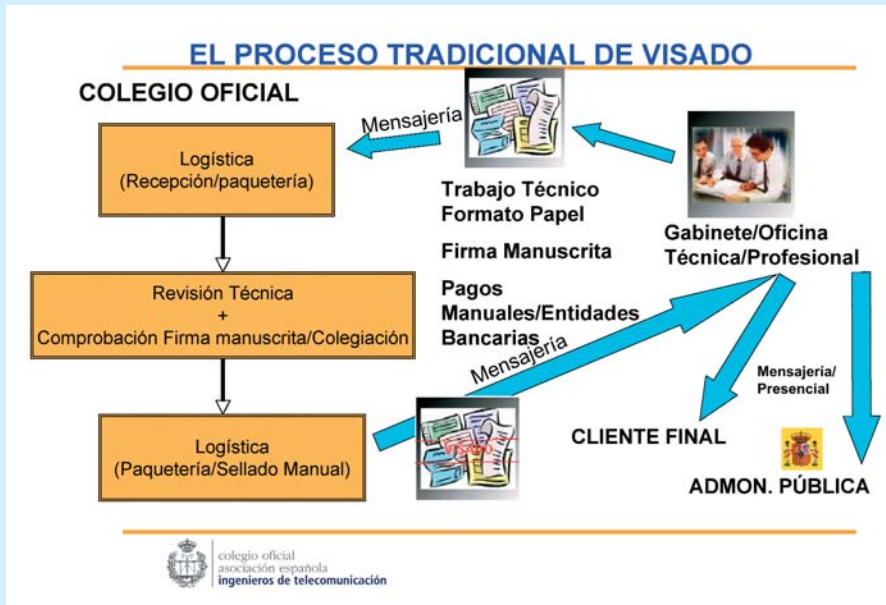 EL PROCESO TRADICIONAL DE VISADO
COLEGIO OFICIAL
Mensajería
Logística
(Recepción/paquetería)
Trabajo Técnico
Formato Papel
Firma Manuscrita
Pagos
Manuales/Entidades
Bancarias
Gabinete/Oficina
Técnica/Profesional
Revisión Técnica
+
Comprobación Firma manuscrita/Colegiación
Mensajería
Mensajería/
Presencial
Logística
(Paquetería/Sellado Manual)
VISADO
CLIENTE FINAL
ADMON. PÚBLICA
colegio oficial
asociación española
ingenieros de telecomunicación